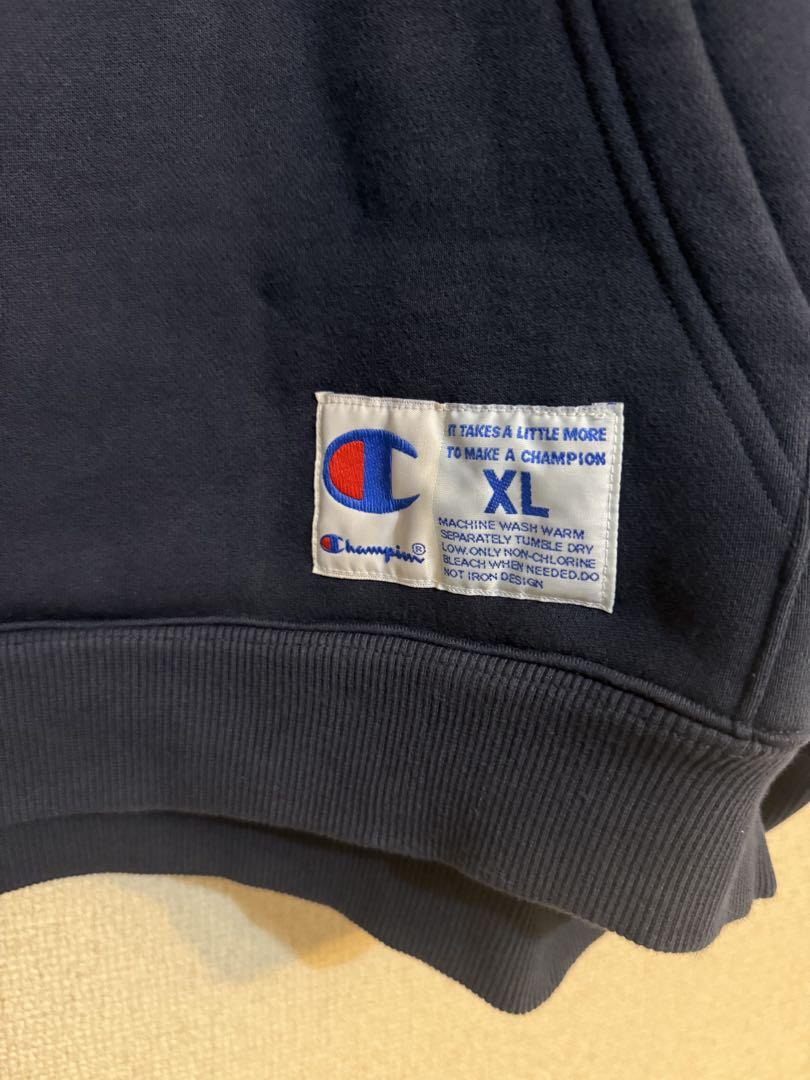 IT TAKES A LITTLE MORE
TO MAKE A CHAMPION
XL
MACHINE WASH WARM
SEPARATELY TUMBLE DRY
LOW.ONLY NON-CHLORINE
BLEACH WHEN NEEDED.DO
NOT IRON DESIGN
Champion®